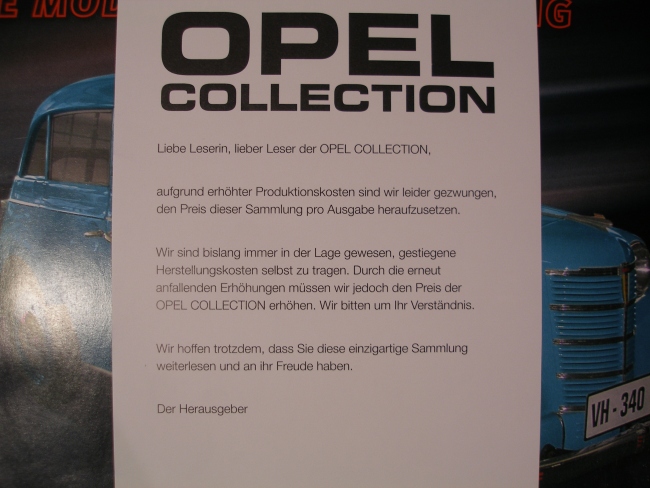 E MO
NG
OPEL
COLLECTION
Liebe Leserin, lieber Leser der OPEL COLLECTION,
aufgrund erhöhter Produktionskosten sind wir leider gezwungen,
den Preis dieser Sammlung pro Ausgabe heraufzusetzen.
Wir sind bislang immer in der Lage gewesen, gestiegene
Herstellungskosten selbst zu tragen. Durch die erneut
anfallenden Erhöhungen müssen wir jedoch den Preis der
OPEL COLLECTION erhöhen. Wir bitten um Ihr Verständnis.
Wir hoffen trotzdem, dass Sie diese einzigartige Sammlung
weiterlesen und an ihr Freude haben.
Der Herausgeber
VH-340